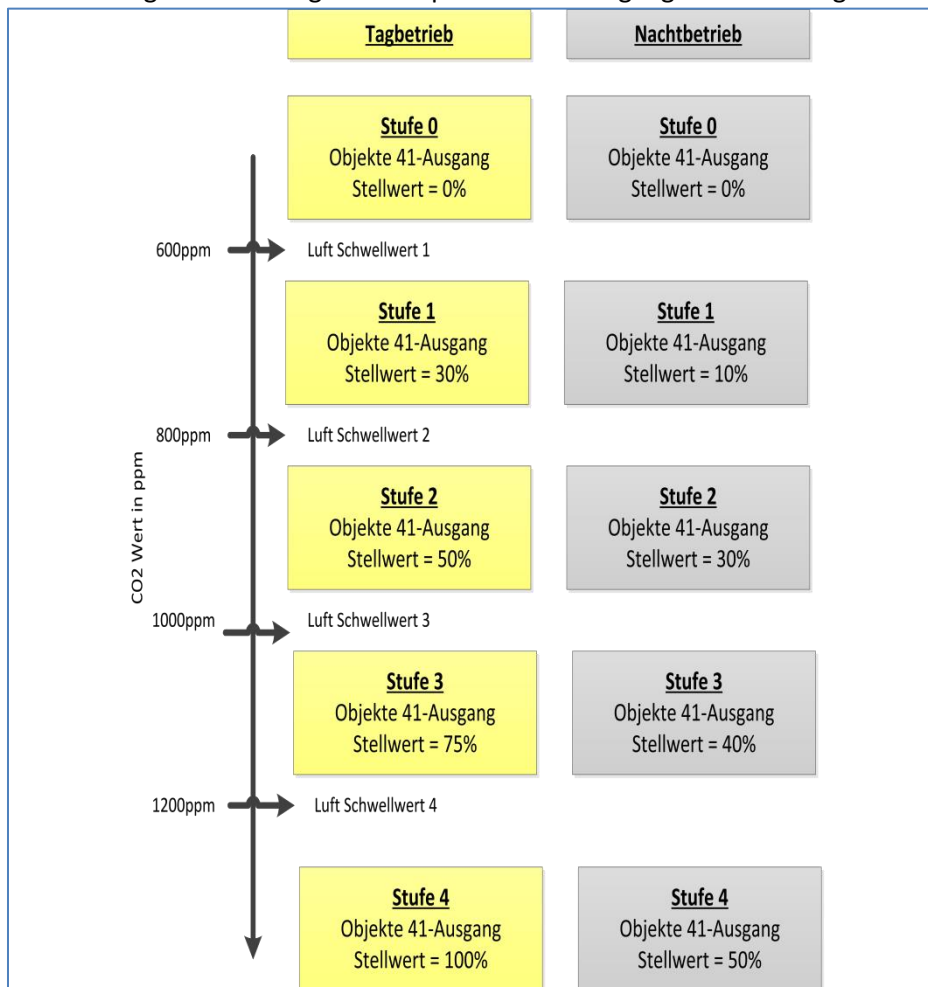 Tagbetrieb
Nachtbetrieb
Stufe 0
Objekte 41-Ausgang
Stellwert = 0%
Stufe 0
Objekte 41-Ausgang
Stellwert = 0%
600ppm
Luft Schwellwert 1
Stufe 1
Objekte 41-Ausgang
Stellwert = 30%
Stufe 1
Objekte 41-Ausgang
Stellwert = 10%
800ppm
Luft Schwellwert 2
CO2 Wert in ppm
Stufe 2
Objekte 41-Ausgang
Stellwert = 50%
Stufe 2
Objekte 41-Ausgang
Stellwert = 30%
1000ppm
Luft Schwellwert 3
Stufe 3
Objekte 41-Ausgang
Stellwert = 75%
Stufe 3
Objekte 41-Ausgang
Stellwert = 40%
1200ppm
Luft Schwellwert 4
Stufe 4
Objekte 41-Ausgang
Stellwert = 100%
Stufe 4
Objekte 41-Ausgang
Stellwert = 50%